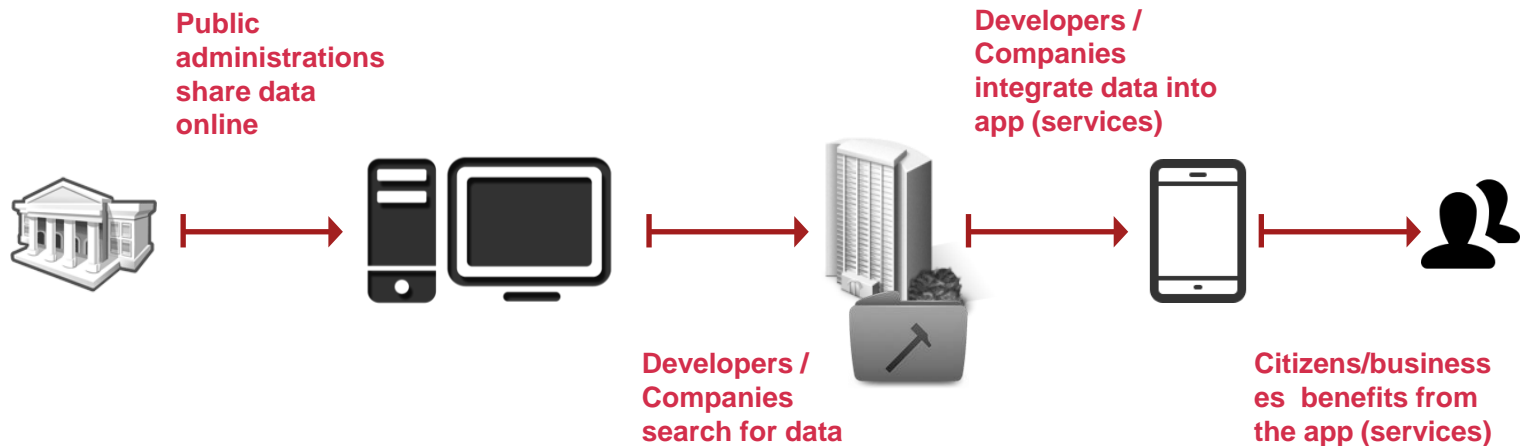 Public
administrations
share data
online
Developers /
Companies
search for data
Developers /
Companies
integrate data into
app (services)
Citizens/business
es benefits from
the app (services)